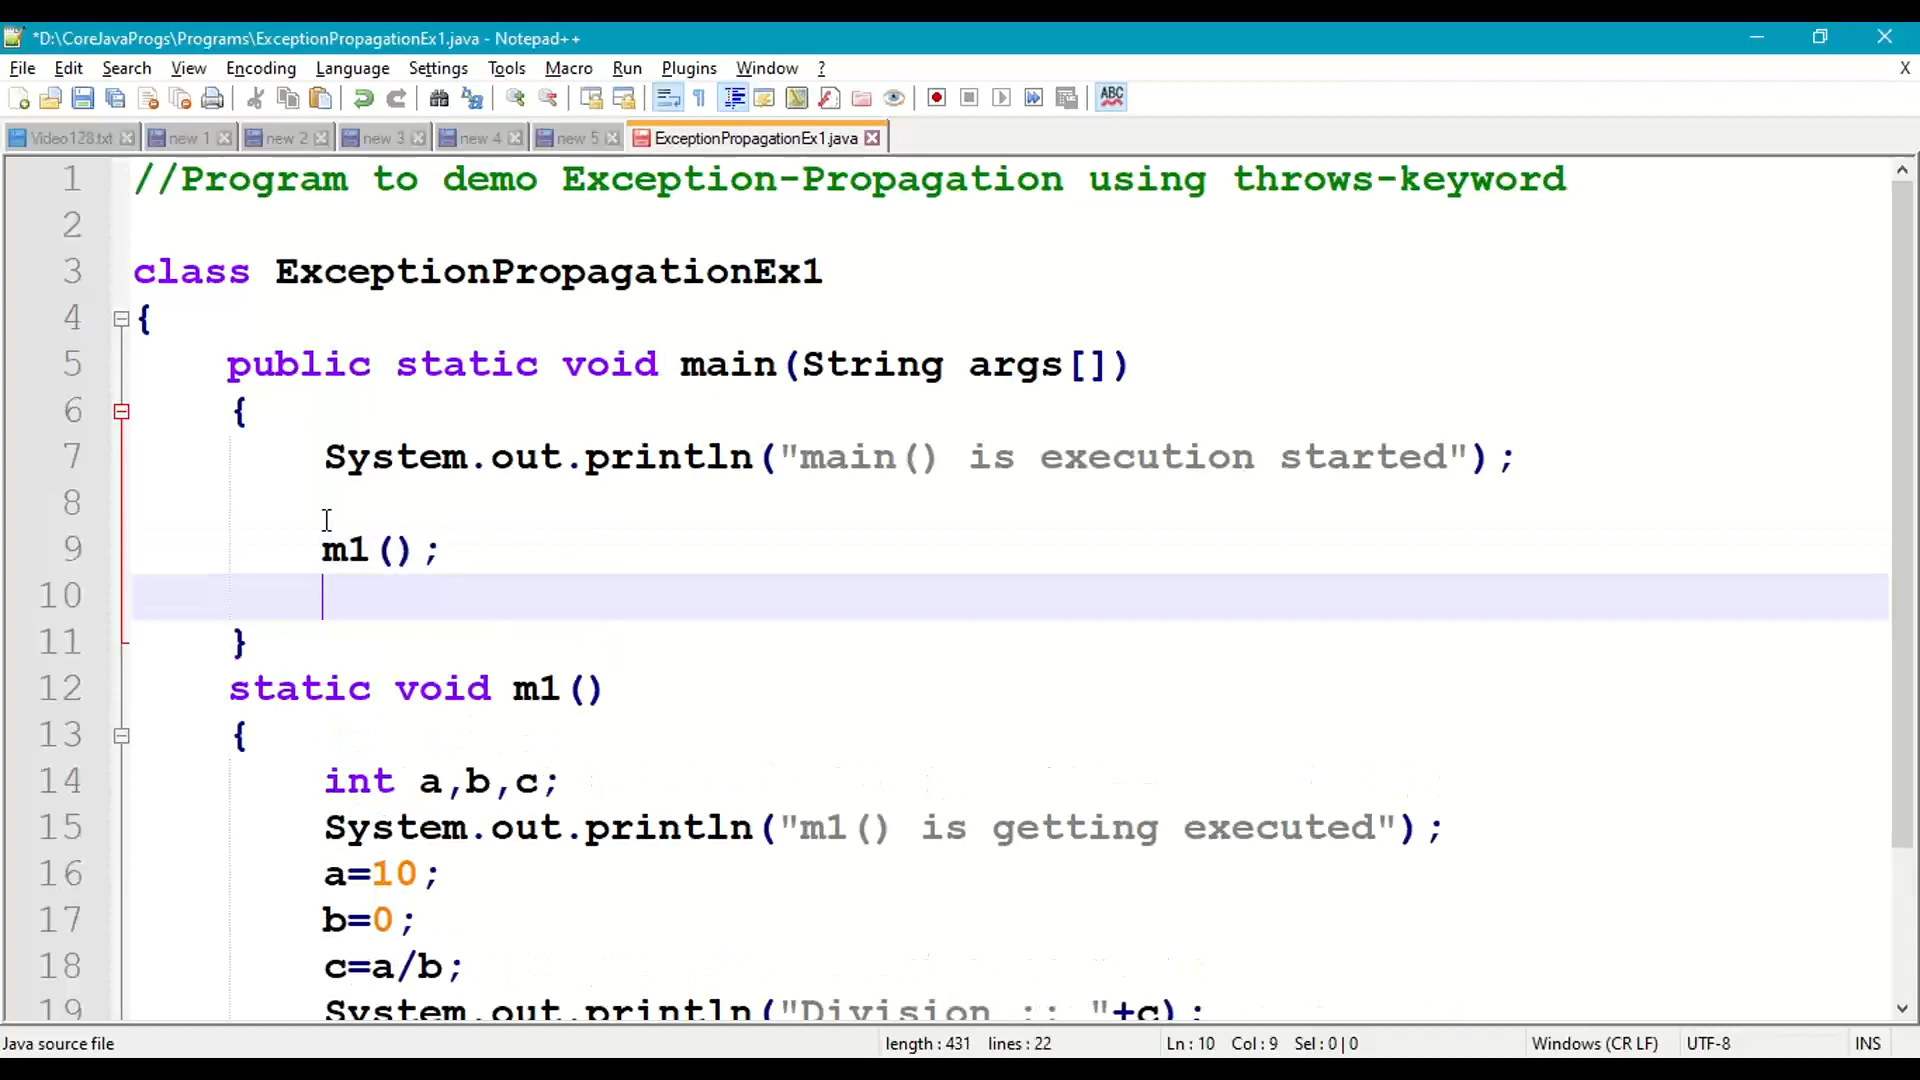 *D:\CoreJavaProgs\Programs\ExceptionPropagationEx1.java - Notepad++
File Edit Search View Encoding Language Settings Tools Macro Run Plugins Window ? X
ABC
Video128.txt new 1 new 2 new 3 new 4 new 5 ExceptionPropagationEx1.java
1 //Program to demo Exception-Propagation using throws-keyword
2
3 class ExceptionPropagationEx1
4 {
5 public static void main(String args[])
6 {
7 System.out.println("main() is execution started");
8
9 m1();
10
11 }
12 static void m1()
13 {
14 int a,b,c;
15 System.out.println("m1() is getting executed");
16 a=10;
17 b=0;
18 c=a/b;
19 System.out.println("Division :: "+c);
Java source file length : 431 lines : 22 Ln : 10 Col : 9 Sel : 0 | 0 Windows (CR LF) UTF-8 INS